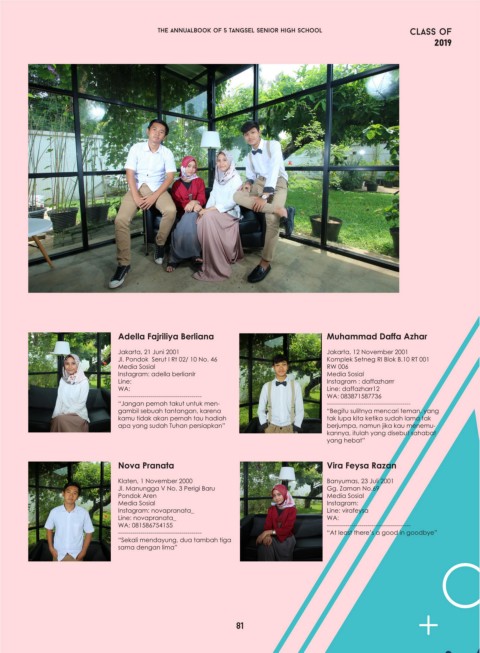 THE ANNUALBOOK OF 5 TANGSEL SENIOR HIGH SCHOOL
CLASS OF
2019
Adella Fajriliya Berliana
Jakarta, 21 Juni 2001
Jl. Pondok Serut I Rt 02/ 10 No. 46
Media Sosial
Instagram: adella berlianir
Line:
WA:
"Jangan pernah takut untuk men-
gambil sebuah tantangan, karena
kamu tidak akan pernah tau hadiah
apa yang sudah Tuhan persiapkan"
Muhammad Daffa Azhar
Jakarta, 12 November 2001
Komplek Setneg RI Blok B.10 RT 001
RW 006
Media Sosial
Instagram : daffazharr
Line: daffazharr12
WA: 083871587736
"Begitu sulitnya mencari teman, yang
tak lupa kita ketika sudah lama tak
berjumpa, namun jika kau menemu-
kannya, itulah yang disebut sahabat
yang hebat"
Nova Pranata
Klaten, 1 November 2000
Jl. Manungga V No. 3 Perigi Baru
Pondok Aren
Media Sosial
Instagram: novapranata_
Line: novapranata_
WA: 081586754155
"Sekali mendayung, dua tambah tiga
sama dengan lima"
Vira Feysa Razan
Banyumas, 23 Juli 2001
Gg. Zaman No.69
Media Sosial
Instagram:
Line: virafeysa
WA:
"At least there's a good in goodbye"
81